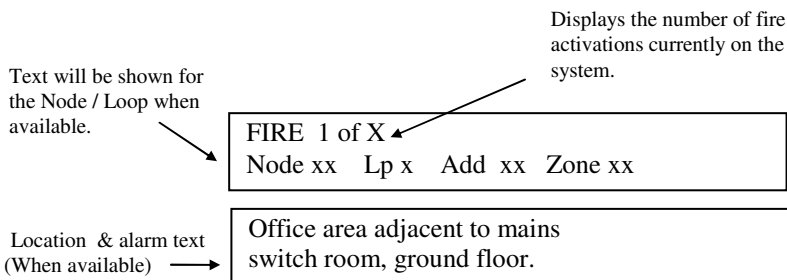 Displays the number of fire
activations currently on the
system.
Text will be shown for
the Node / Loop when
available.
FIRE 1 of X
Node xx Lp x Add xx Zone xx
Location & alarm text
(When available)
Office area adjacent to mains
switch room, ground floor.